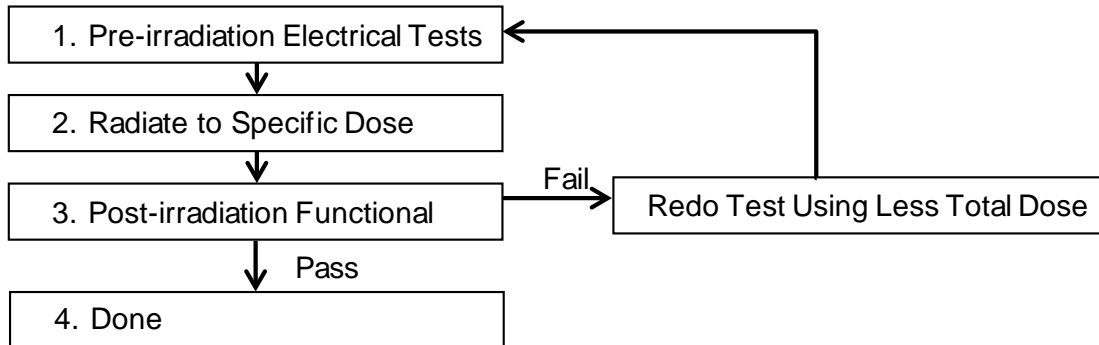 1. Pre-irradiation Electrical Tests
2. Radiate to Specific Dose
3. Post-irradiation Functional
Fail
Redo Test Using Less Total Dose
Pass
4. Done